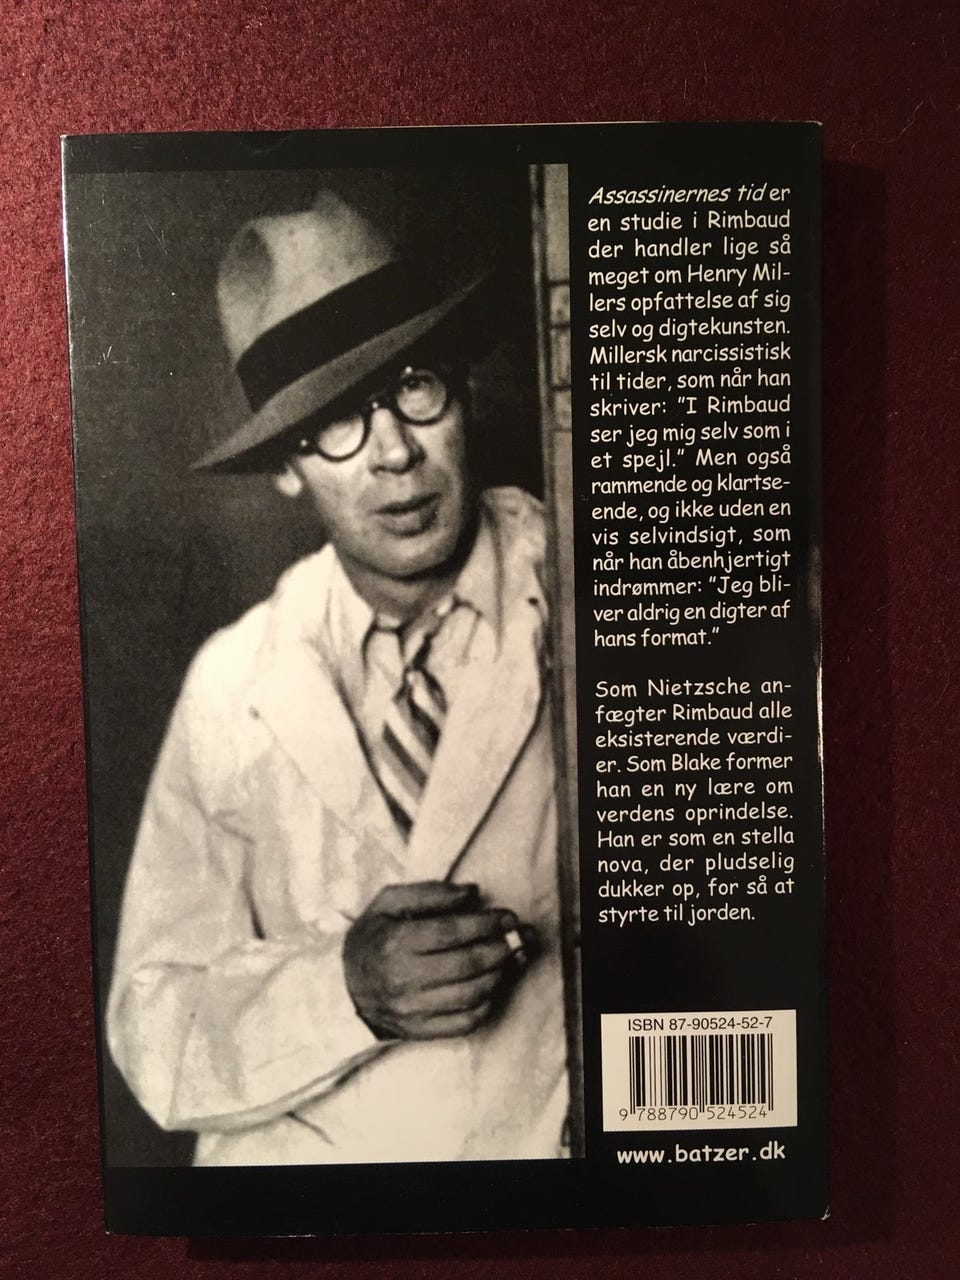 Assassinernes tid er
en studie i Rimbaud
der handler lige så
meget om Henry Mil-
lers opfattelse af sig
selv og digtekunsten.
Millersk narcissistisk
til tider, som når han
skriver: "I Rimbaud
ser jeg mig selv som i
et spejl." Men også
rammende og klartse-
ende, og ikke uden en
vis selvindsigt, som
når han åbenhjertigt
indrømmer: "Jeg bli-
ver aldrig en digter af
hans format."
Som Nietzsche an-
fægter Rimbaud alle
eksisterende værdi-
er. Som Blake former
han en ny lære om
verdens oprindelse.
Han er som en stella
nova, der pludselig
dukker op, for så at
styrte til jorden.
ISBN 87-90524-52-7
9 788790 524524
www.batzer.dk